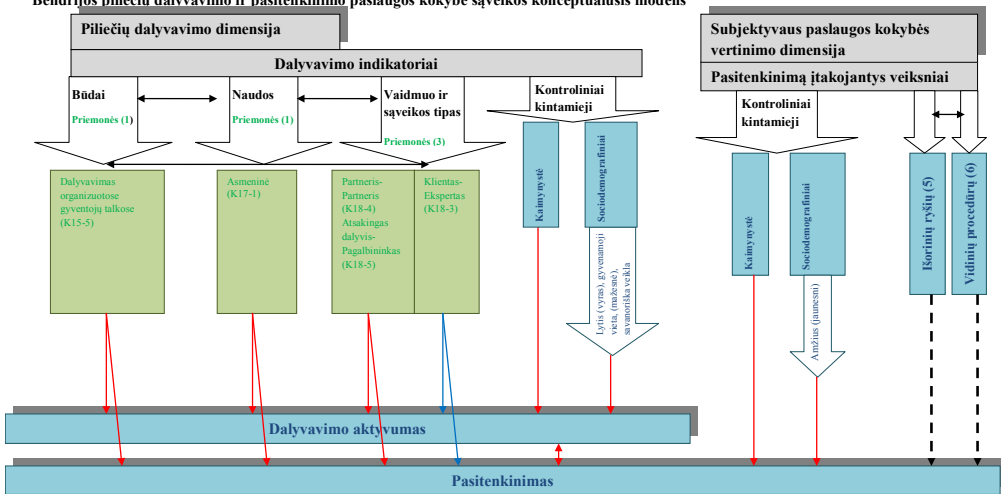 Bendrijos piliečių dalyvavimo ir pasitenkinimo paslaugos kokybe sąveikos konceptualusis modelis
Piliečių dalyvavimo dimensija
Dalyvavimo indikatoriai
Būdai
Priemonės (1)
Naudos
Priemonės (1)
Vaidmuo ir
sąveikos tipas
Priemonės (3)
Kontroliniai
kintamieji
Dalyvavimas
organizuotose
gyventojų talkose
(K15-5)
Asmeninė
(K17-1)
Partneris-
Partneris
(K18-4)
Atsakingas
dalyvis-
Pagalbininkas
(K18-5)
Klientas-
Ekspertas
(K18-3)
Kaimynystė
Sociodemografiniai
Lytis (vyras), gyvenamoji
vieta, (mažesnė),
savanoriška veikla
Subjektyvaus paslaugos kokybės
vertinimo dimensija
Pasitenkinimą įtakojantys veiksniai
Kontroliniai
kintamieji
Kaimynystė
Sociodemografiniai
Amžius (jaunesni)
Išorinių ryšių (5)
Vidinių procedūrų (6)
Dalyvavimo aktyvumas
Pasitenkinimas